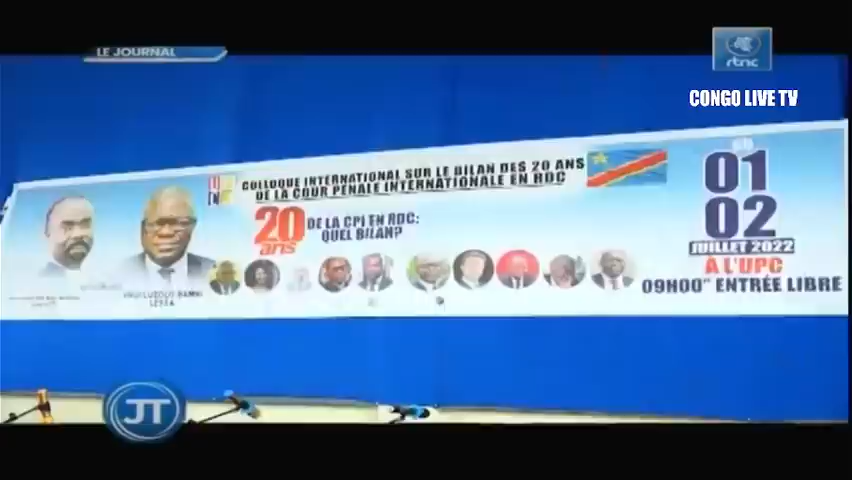 LE JOURNAL
rtnc
CONGO LIVE TV
COLLOQUE INTERNATIONAL SUR LE BILAN DES 20 ANS
DE LA COUR PENALE INTERNATIONALE EN RDC
20
ans
DE LA CPI EN RDC:
QUEL BILAN?
01
02
JUILLET 2022
À L'UPC
09H00" ENTRÉE LIBRE
JT